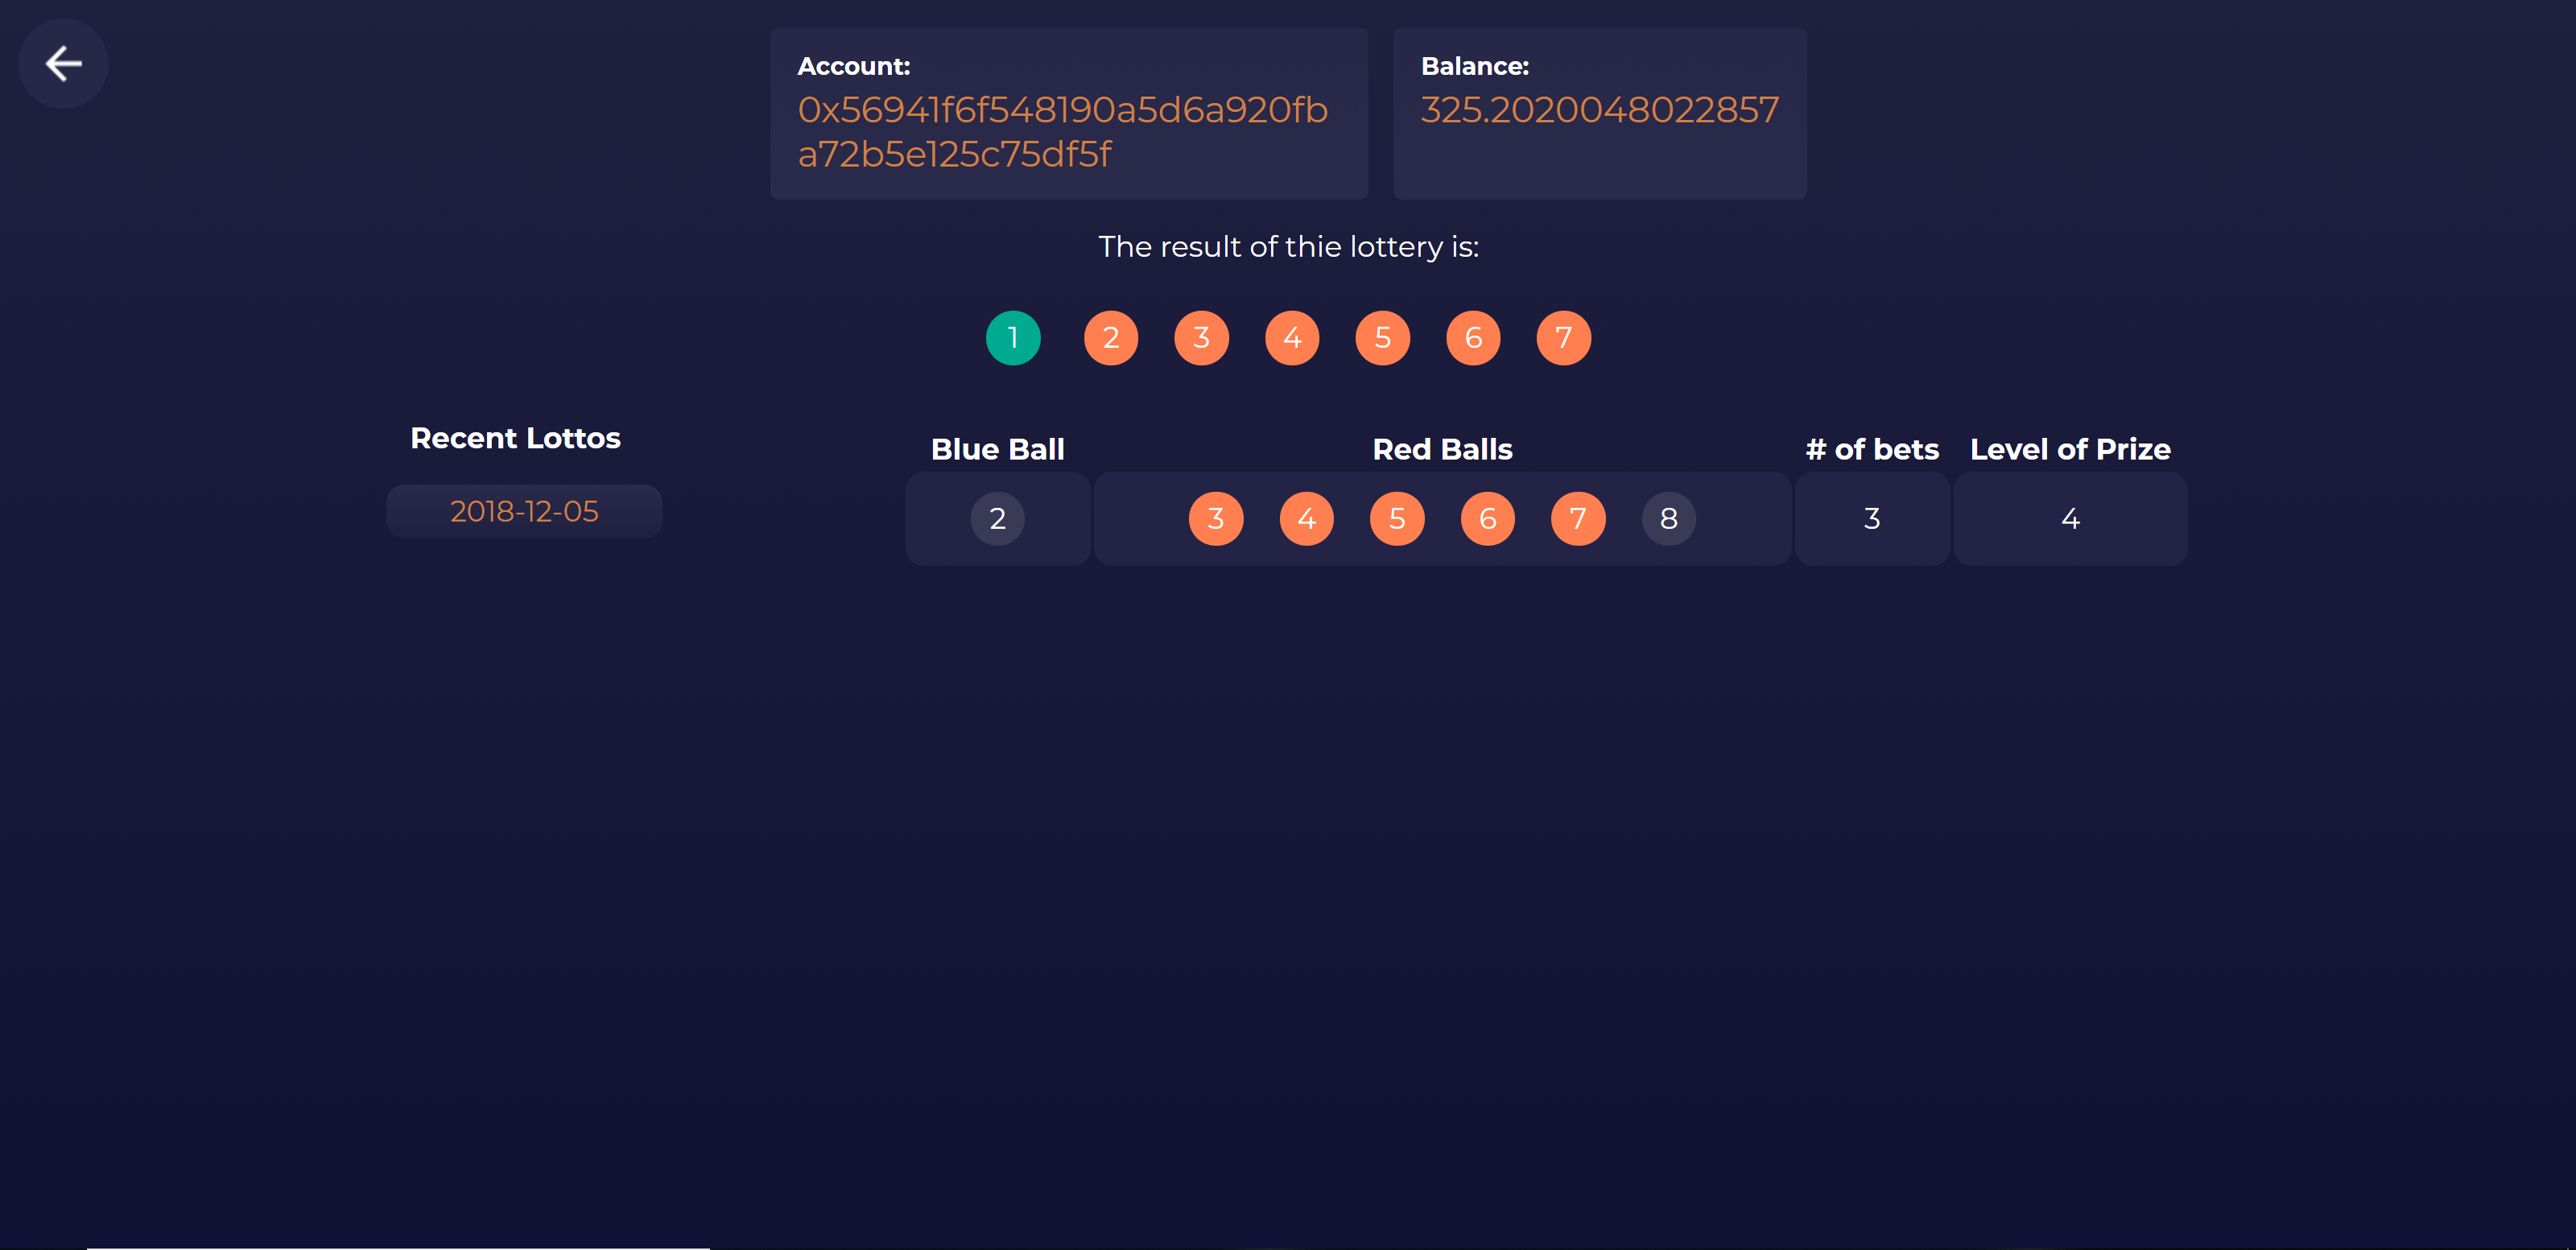 Account:
0x56941f6f548190a5d6a920fb
a72b5e125c75df5f
Balance:
325.2020048022857
The result of thie lottery is:
1 2 3 4 5 6 7
Recent Lottos
2018-12-05
Blue Ball Red Balls # of bets Level of Prize
2 3 4 5 6 7 8 3 4